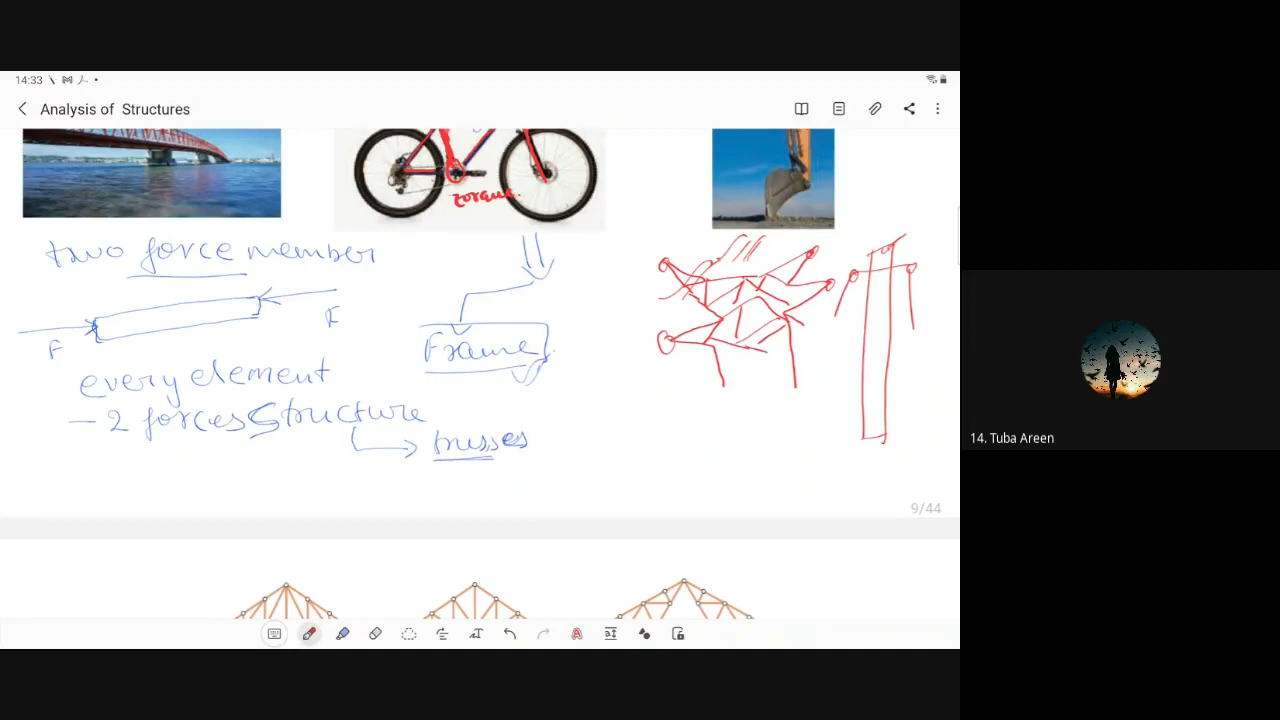 14:33
Analysis of Structures
torque.
two force member
F
F
Frame
every element
- 2 forces Structure
trusses
9/44
14. Tuba Areen